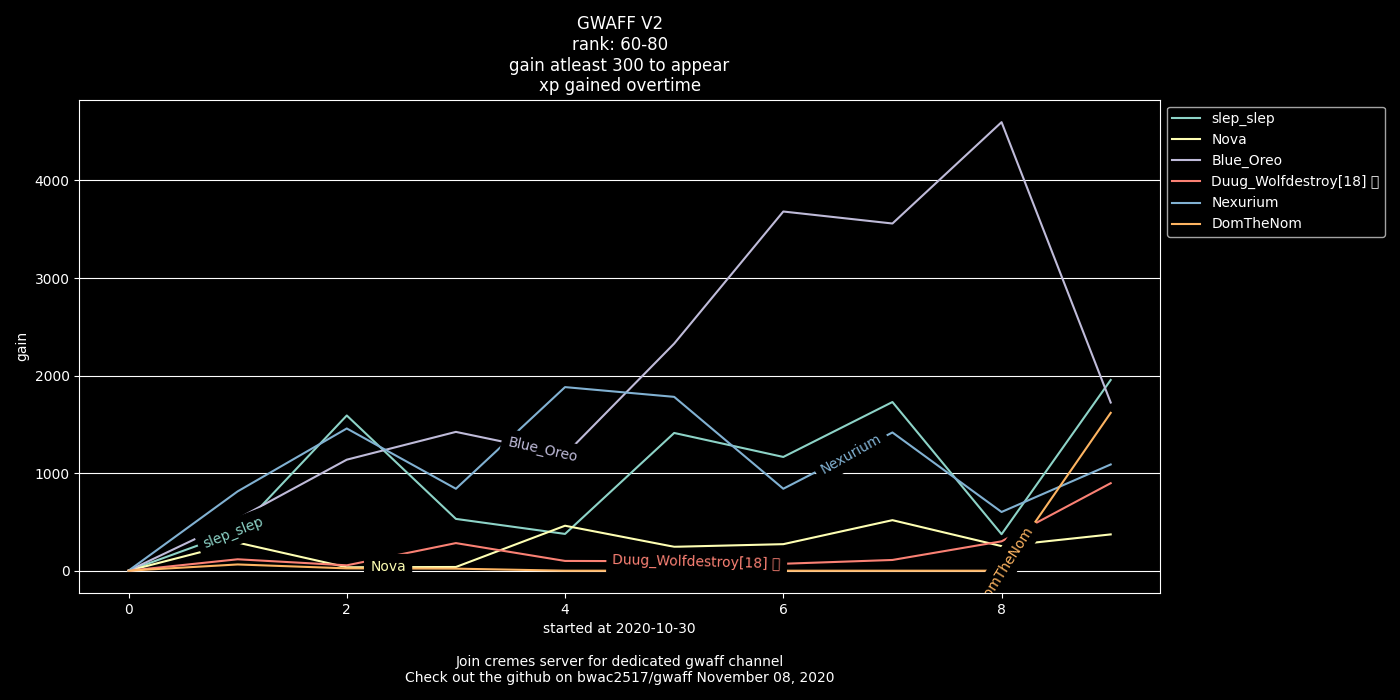 GWAFF V2
rank: 60-80
gain atleast 300 to appear
xp gained overtime
slep_slep
Nova
Blue_Oreo
Duug_Wolfdestroy[18]
Nexurium
DomTheNom
gain
4000
3000
2000
1000
0
Blue_Oreo
Nexurium
slep_slep
Nova
Duug_Wolfdestroy[18]
omTheNom
0
2
4
6
8
started at 2020-10-30
Join cremes server for dedicated gwaff channel
Check out the github on bwac2517/gwaff November 08, 2020